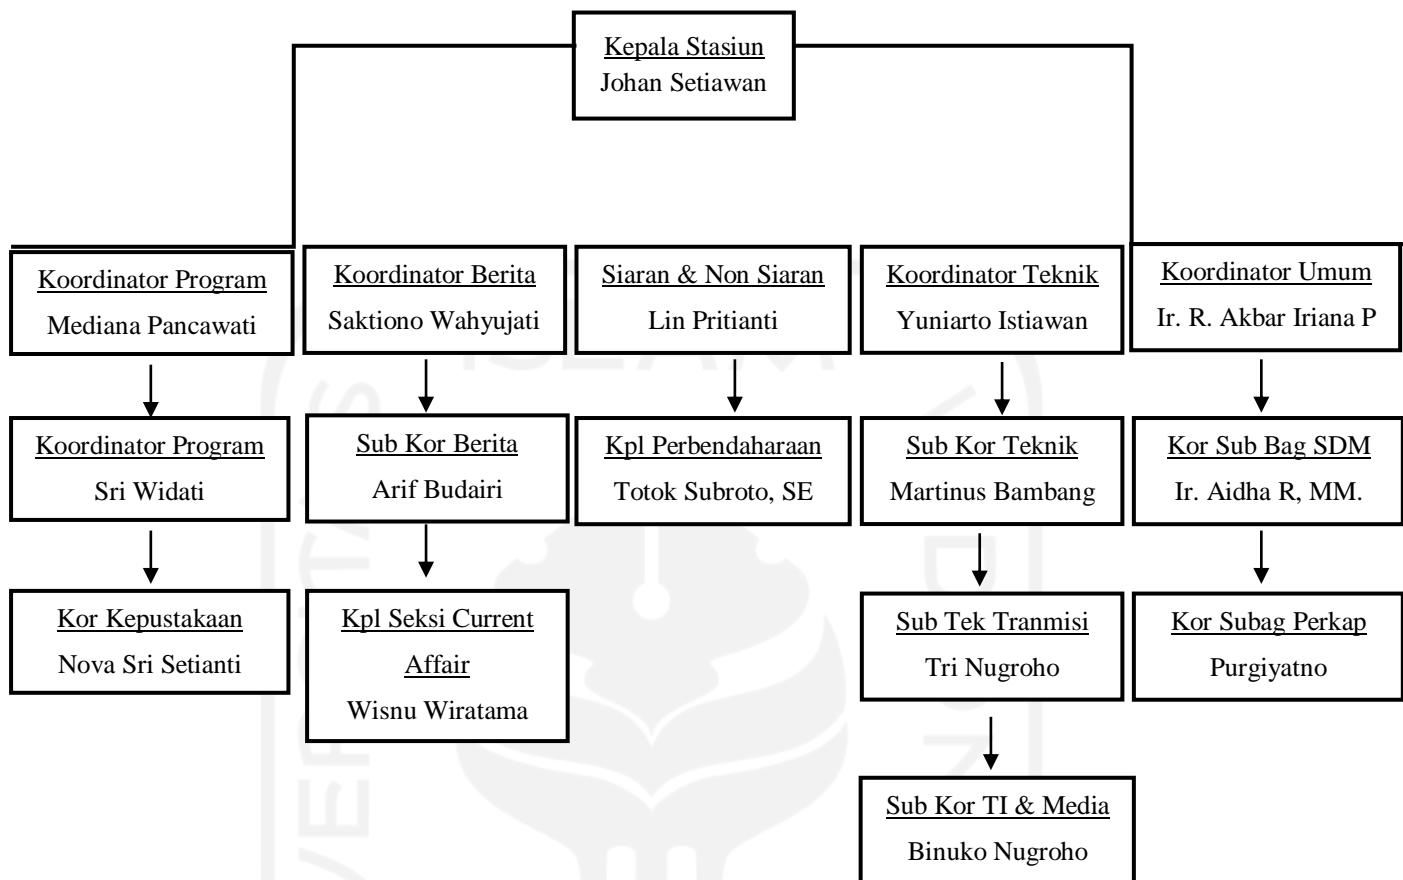 Kepala Stasiun
Johan Setiawan
Koordinator Program
Mediana Pancawati
Koordinator Berita
Saktiono Wahyujati
Siaran & Non Siaran
Lin Pritianti
Koordinator Teknik
Yuniarto Istiawan
Koordinator Umum
Ir. R. Akbar Iriana P
Koordinator Program
Sri Widati
Sub Kor Berita
Arif Budairi
Kpl Perbendaharaan
Totok Subroto, SE
Sub Kor Teknik
Martinus Bambang
Kor Sub Bag SDM
Ir. Aidha R, MM.
Kor Kepustakaan
Nova Sri Setianti
Kpl Seksi Current
Affair
Wisnu Wiratama
Sub Tek Tranmisi
Tri Nugroho
Kor Subag Perkap
Purgiyatno
Sub Kor TI & Media
Binuko Nugroho